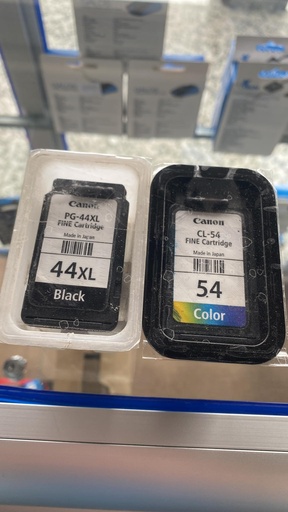 Canon
PG-44XL
FINE Cartridge
Made in Japan
44XL
Black
Canon
CL-54
FINE Cartridge
Made in Japan
54
Color